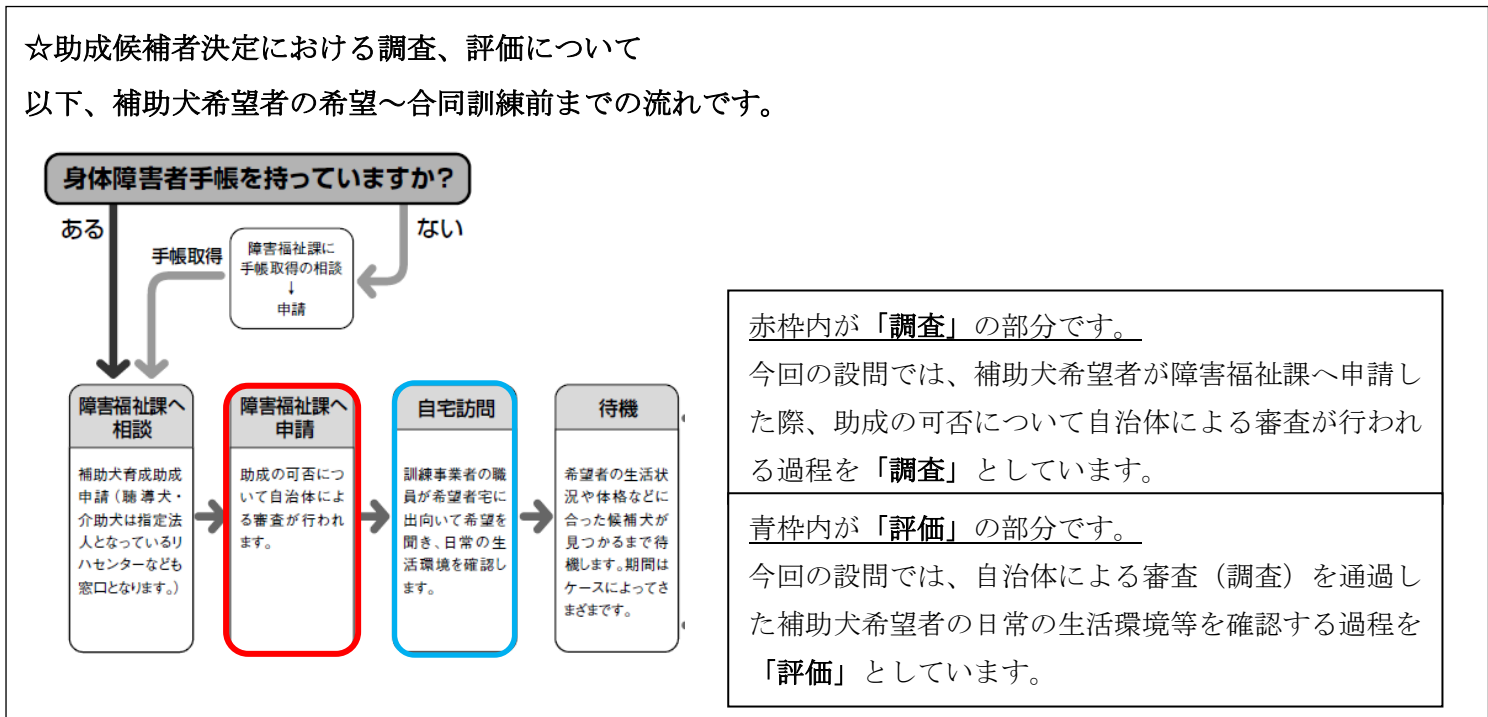 ☆助成候補者決定における調査、評価について
以下、補助犬希望者の希望～合同訓練前までの流れです。
身体障害者手帳を持っていますか?
ある
ない
手帳取得
障害福祉課に
手帳取得の相談
↓
申請
障害福祉課へ
相談
補助犬育成助成
申請(聴導犬・
介助犬は指定法
人となっているリ
ハセンターなども
窓口となります。)
障害福祉課へ
申請
助成の可否につ
いて自治体によ
る審査が行われ
ます。
自宅訪問
訓練事業者の職
員が希望者宅に
出向いて希望を
聞き、日常の生
活環境を確認し
ます。
待機
希望者の生活状
況や体格などに
合った候補犬が
見つかるまで待
機します。期間は
ケースによってさ
まざまです。
赤枠内が「調査」の部分です。
今回の設問では、補助犬希望者が障害福祉課へ申請し
た際、助成の可否について自治体による審査が行われ
る過程を「調査」としています。
青枠内が「評価」の部分です。
今回の設問では、自治体による審査（調査）を通過し
た補助犬希望者の日常の生活環境等を確認する過程を
「評価」としています。